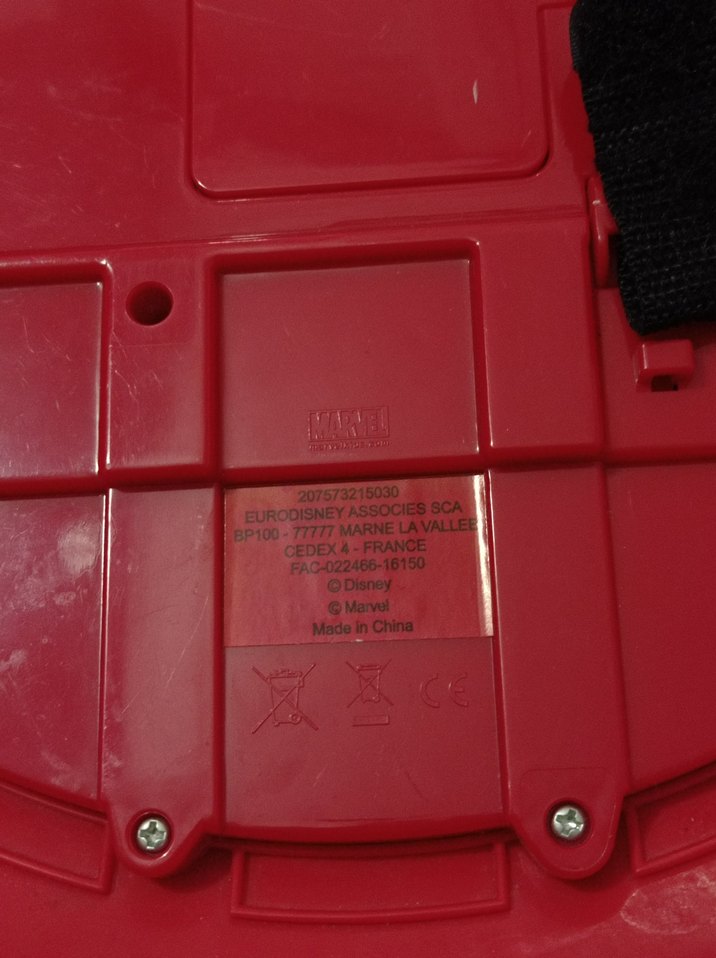 MARVEL
207573215030
EURODISNEY ASSOCIES SCA
BP100 - 77777 MARNE LA VALLEE
CEDEX 4 - FRANCE
FAC-022466-16150
© Disney
© Marvel
Made in China
CE